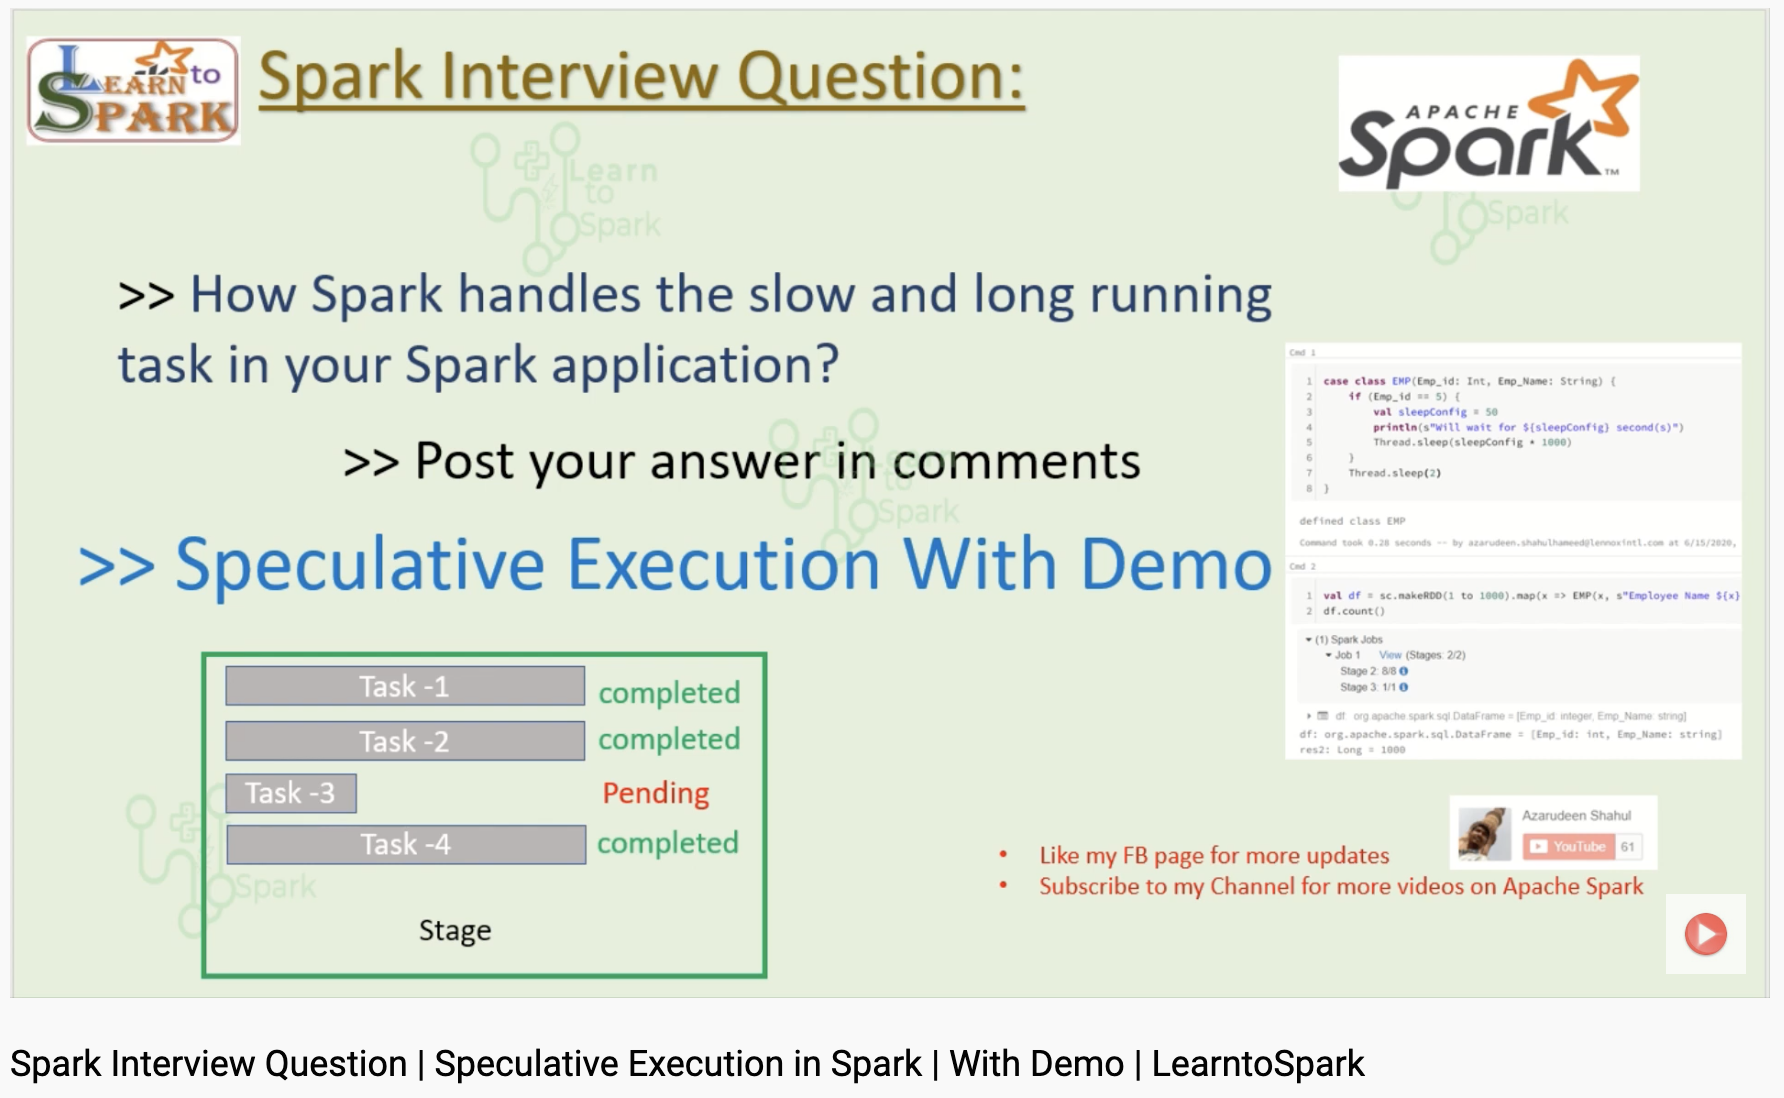 LEARN to
SPARK
Spark Interview Question:
APACHE
Spark™
Learn
to
Spark
Spark
>> How Spark handles the slow and long running
task in your Spark application?
>> Post your answer in comments
Learn
to
Spark
>> Speculative Execution With Demo
Cmd 1
1 case class EMP(Emp_id: Int, Emp_Name: String) {
2 if (Emp_id == 5) {
3 val sleepConfig = 50
4 println(s"Will wait for ${sleepConfig} second(s)")
5 Thread.sleep(sleepConfig * 1000)
6 }
7 Thread.sleep(2)
8 }
defined class EMP
Command took 0.28 seconds -- by azarudeen.shahulhameed@lennoxintl.com at 6/15/2020,
Cmd 2
1 val df = sc.makeRDD(1 to 1000).map(x => EMP(x, s"Employee Name ${x}
2 df.count()
(1) Spark Jobs
Job 1 View (Stages: 2/2)
Stage 2: 8/8
Stage 3: 1/1
df: org.apache.spark.sql.DataFrame = [Emp_id: integer, Emp_Name: string]
df: org.apache.spark.sql.DataFrame = [Emp_id: int, Emp_Name: string]
res2: Long = 1000
Task -1 completed
Task -2 completed
Task -3 Pending
Task -4 completed
Spark
Stage
Azarudeen Shahul
YouTube 61
• Like my FB page for more updates
• Subscribe to my Channel for more videos on Apache Spark
Spark Interview Question | Speculative Execution in Spark | With Demo | LearntoSpark